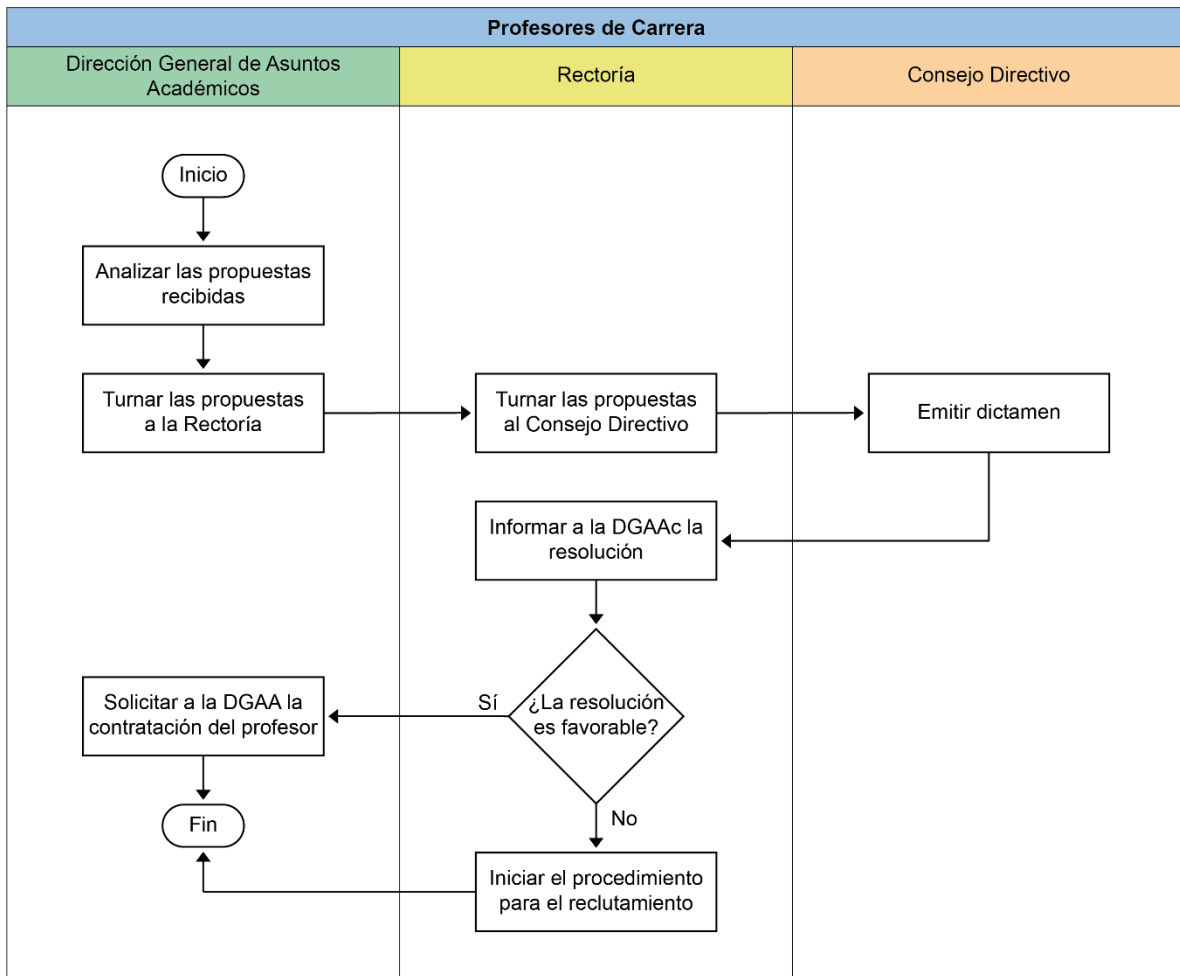 Profesores de Carrera
Dirección General de Asuntos
Académicos
Rectoría
Consejo Directivo
Inicio
Analizar las propuestas
recibidas
Turnar las propuestas
a la Rectoría
Turnar las propuestas
al Consejo Directivo
Emitir dictamen
Informar a la DGAAc la
resolución
¿La resolución
es favorable?
Sí
Solicitar a la DGAA la
contratación del profesor
Fin
No
Iniciar el procedimiento
para el reclutamiento